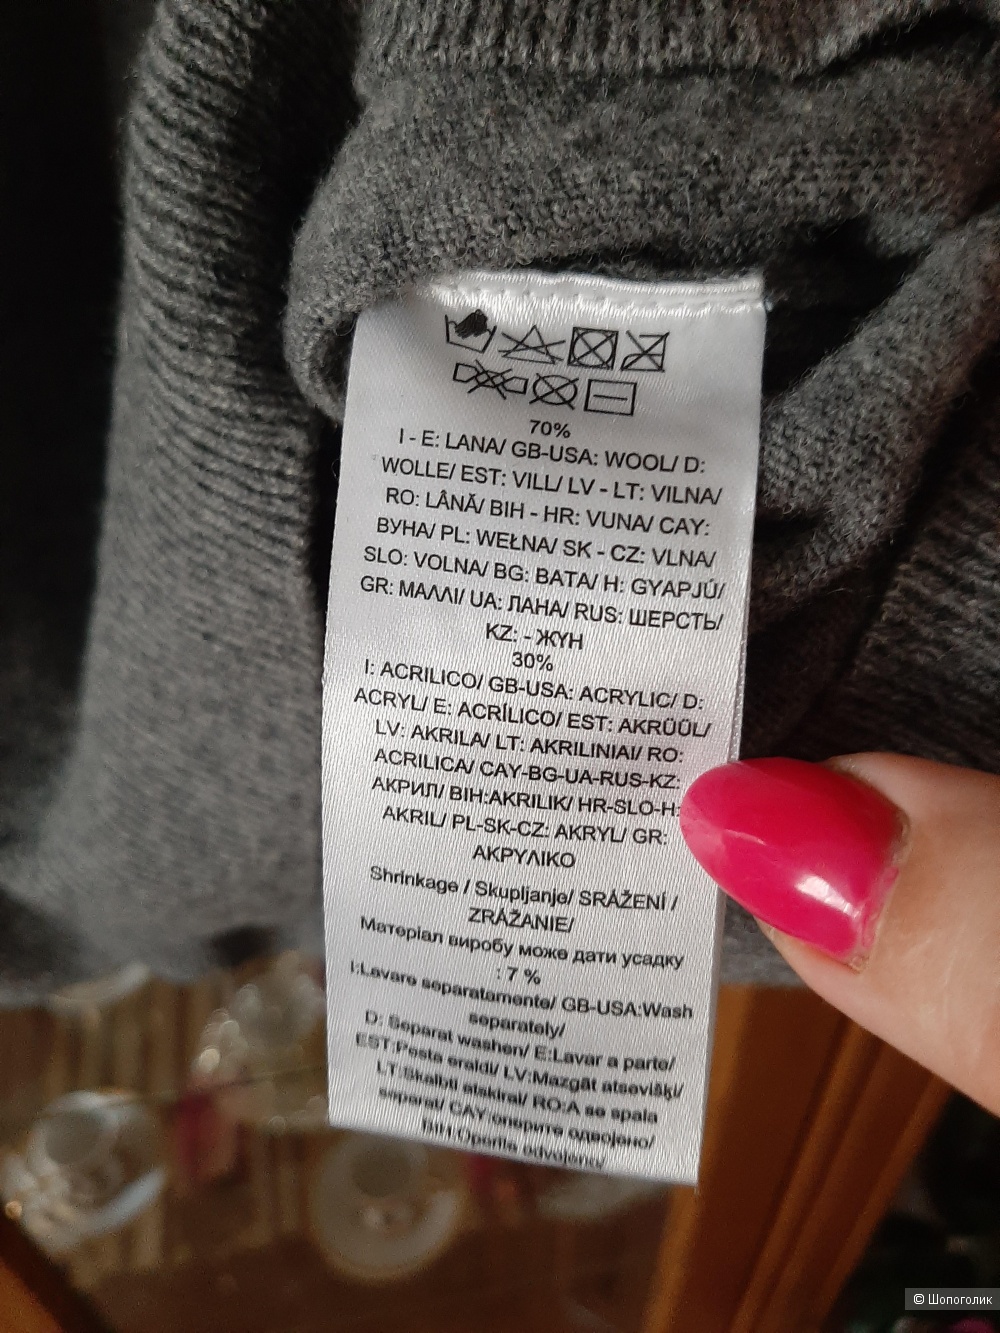 70%
I - E: LANA/ GB-USA: WOOL/ D:
WOLLE/ EST: VILL/ LV - LT: VILNA/
RO: LÂNĂ/ BIH - HR: VUNA/ CAY:
ВУНА/ PL: WEŁNA/ SK - CZ: VLNA/
SLO: VOLNA/ BG: BATA/ H: GYAPJÚ/
GR: ΜΑΛΛΙ/ UA: ЛАНА/ RUS: ШЕРСТЬ/
KZ: - ЖҮН
30%
I: ACRILICO/ GB-USA: ACRYLIC/ D:
ACRYL/ E: ACRÍLICO/ EST: AKRÜÜL/
LV: AKRILA/ LT: AKRILINIAI/ RO:
ACRILICA/ CAY-BG-UA-RUS-KZ:
АКРИЛ/ BIH:AKRILIK/ HR-SLO-H:
AKRIL/ PL-SK-CZ: AKRYL/ GR:
ΑΚΡΥΛΙΚΟ
Shrinkage / Skupljanje/ SRÁŽENÍ /
ZRÁŽANIE/
Матеріал виробу може дати усадку
: 7 %
I:Lavare separatamente/ GB-USA:Wash
separately/
D: Separat washen/ E:Lavar a parte/
EST:Pesta eraldi/ LV:Mazgāt atsevišķi/
LT:Skalbti atskirai/ RO:A se spala
separat/ CAY:оперите одвојено/
BIH:Operite odvojeno/
© Шопоголик